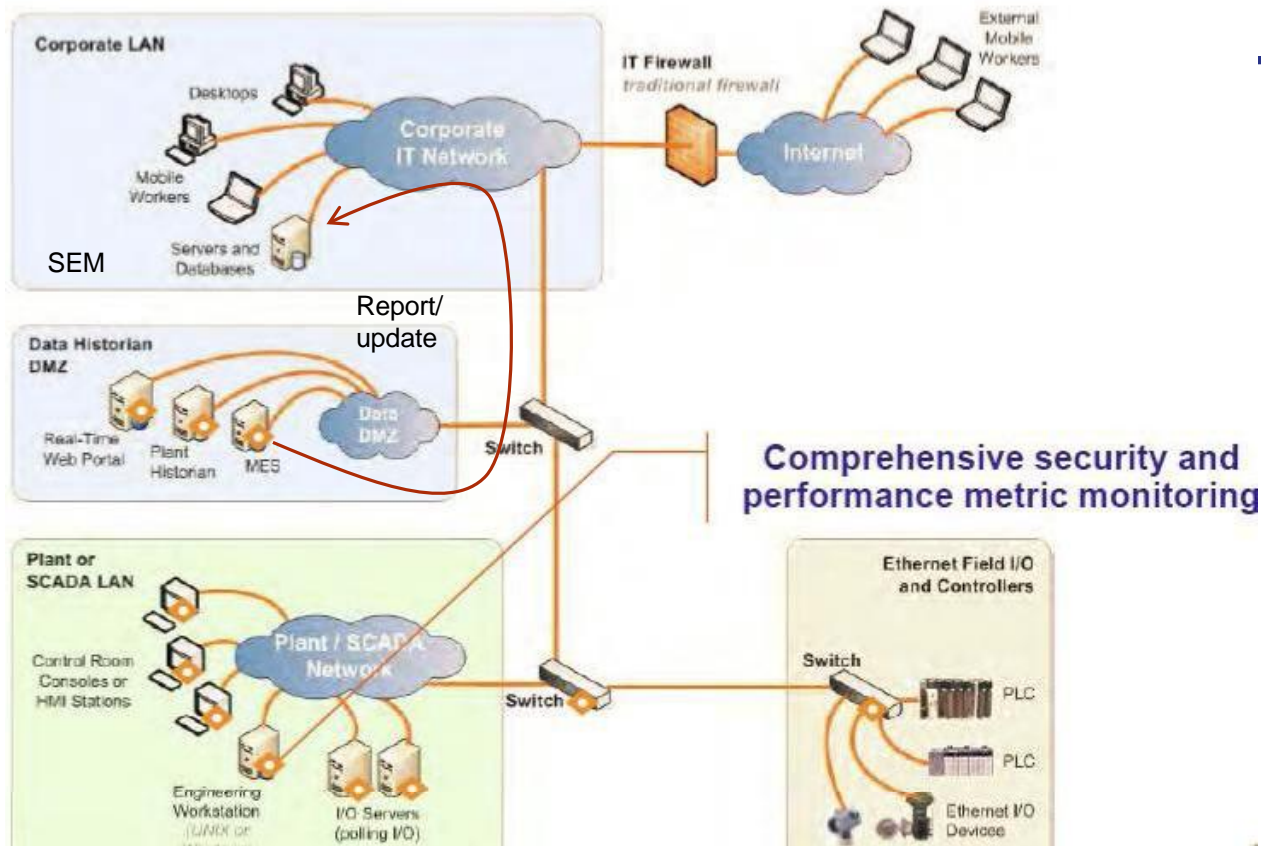 Corporate LAN
Desktops
Mobile
Workers
Servers and
Databases
SEM
Corporate
IT Network
IT Firewall
traditional firewall
Internet
External
Mobile
Workers
Report/
update
Data Historian
DMZ
Real-Time
Web Portal
Plant
Historian
MES
Data
DMZ
Switch
Comprehensive security and
performance metric monitoring
Plant or
SCADA LAN
Control Room
Consoles or
HMI Stations
Plant / SCADA
Network
Engineering
Workstation
(UNIX or
I/O Servers
(polling I/O)
Switch
Ethernet Field I/O
and Controllers
Switch
PLC
PLC
Ethernet I/O
Devices